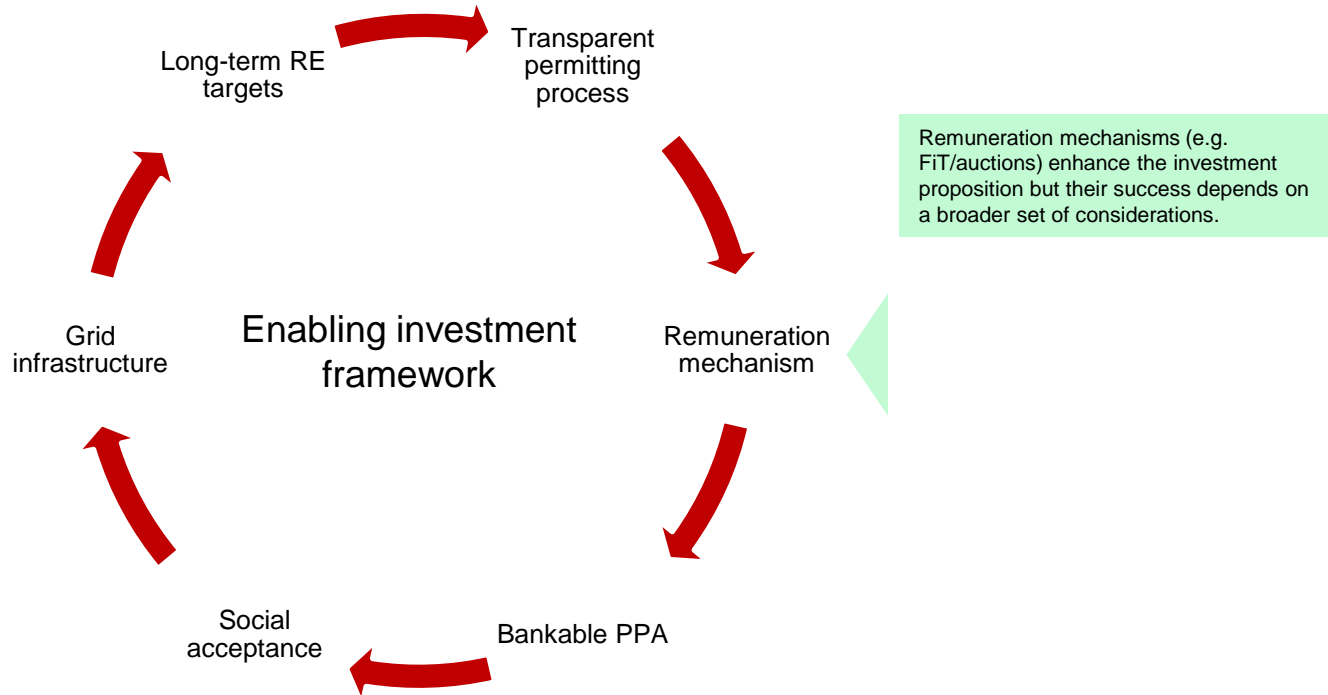 Long-term RE
targets
Transparent
permitting
process
Remuneration mechanisms (e.g.
FiT/auctions) enhance the investment
proposition but their success depends on
a broader set of considerations.
Grid
infrastructure
Enabling investment
framework
Remuneration
mechanism
Social
acceptance
Bankable PPA